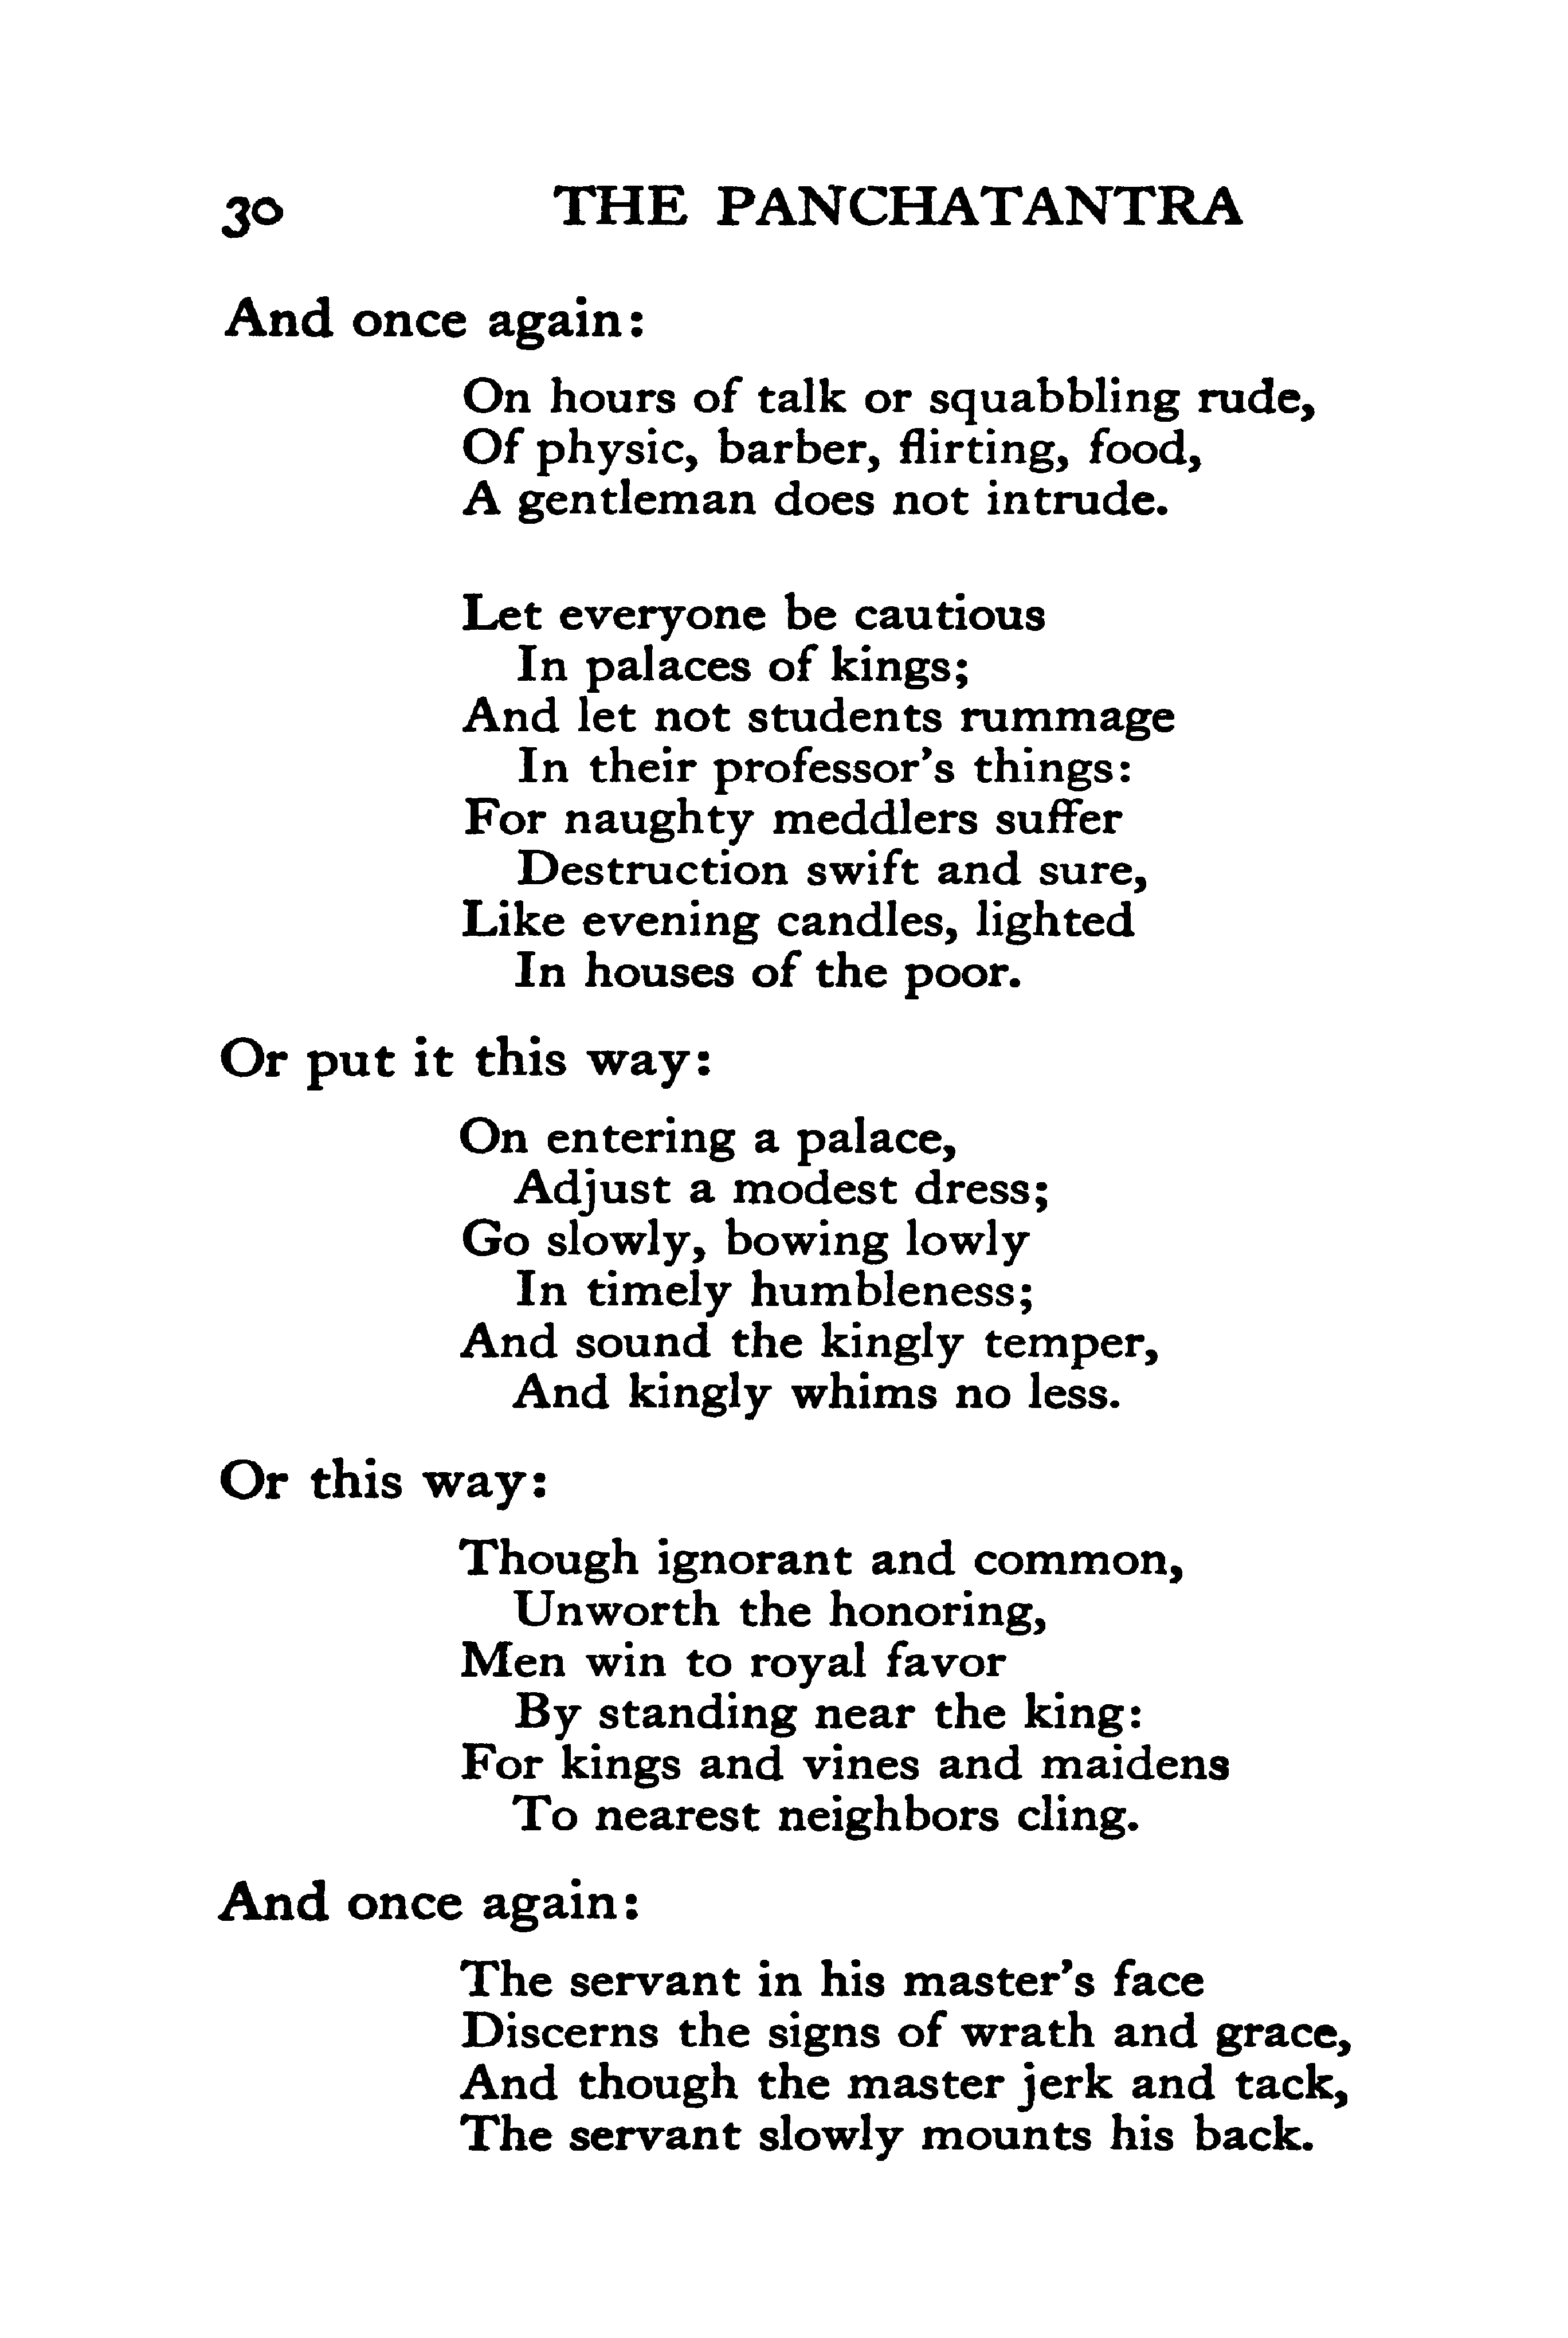 30 THE PANCHATANTRA
And once again:
On hours of talk or squabbling rude,
Of physic, barber, flirting, food,
A gentleman does not intrude.
Let everyone be cautious
In palaces of kings;
And let not students rummage
In their professor's things:
For naughty meddlers suffer
Destruction swift and sure,
Like evening candles, lighted
In houses of the poor.
Or put it this way:
On entering a palace,
Adjust a modest dress;
Go slowly, bowing lowly
In timely humbleness;
And sound the kingly temper,
And kingly whims no less.
Or this way:
Though ignorant and common,
Unworth the honoring,
Men win to royal favor
By standing near the king:
For kings and vines and maidens
To nearest neighbors cling.
And once again:
The servant in his master's face
Discerns the signs of wrath and grace,
And though the master jerk and tack,
The servant slowly mounts his back.